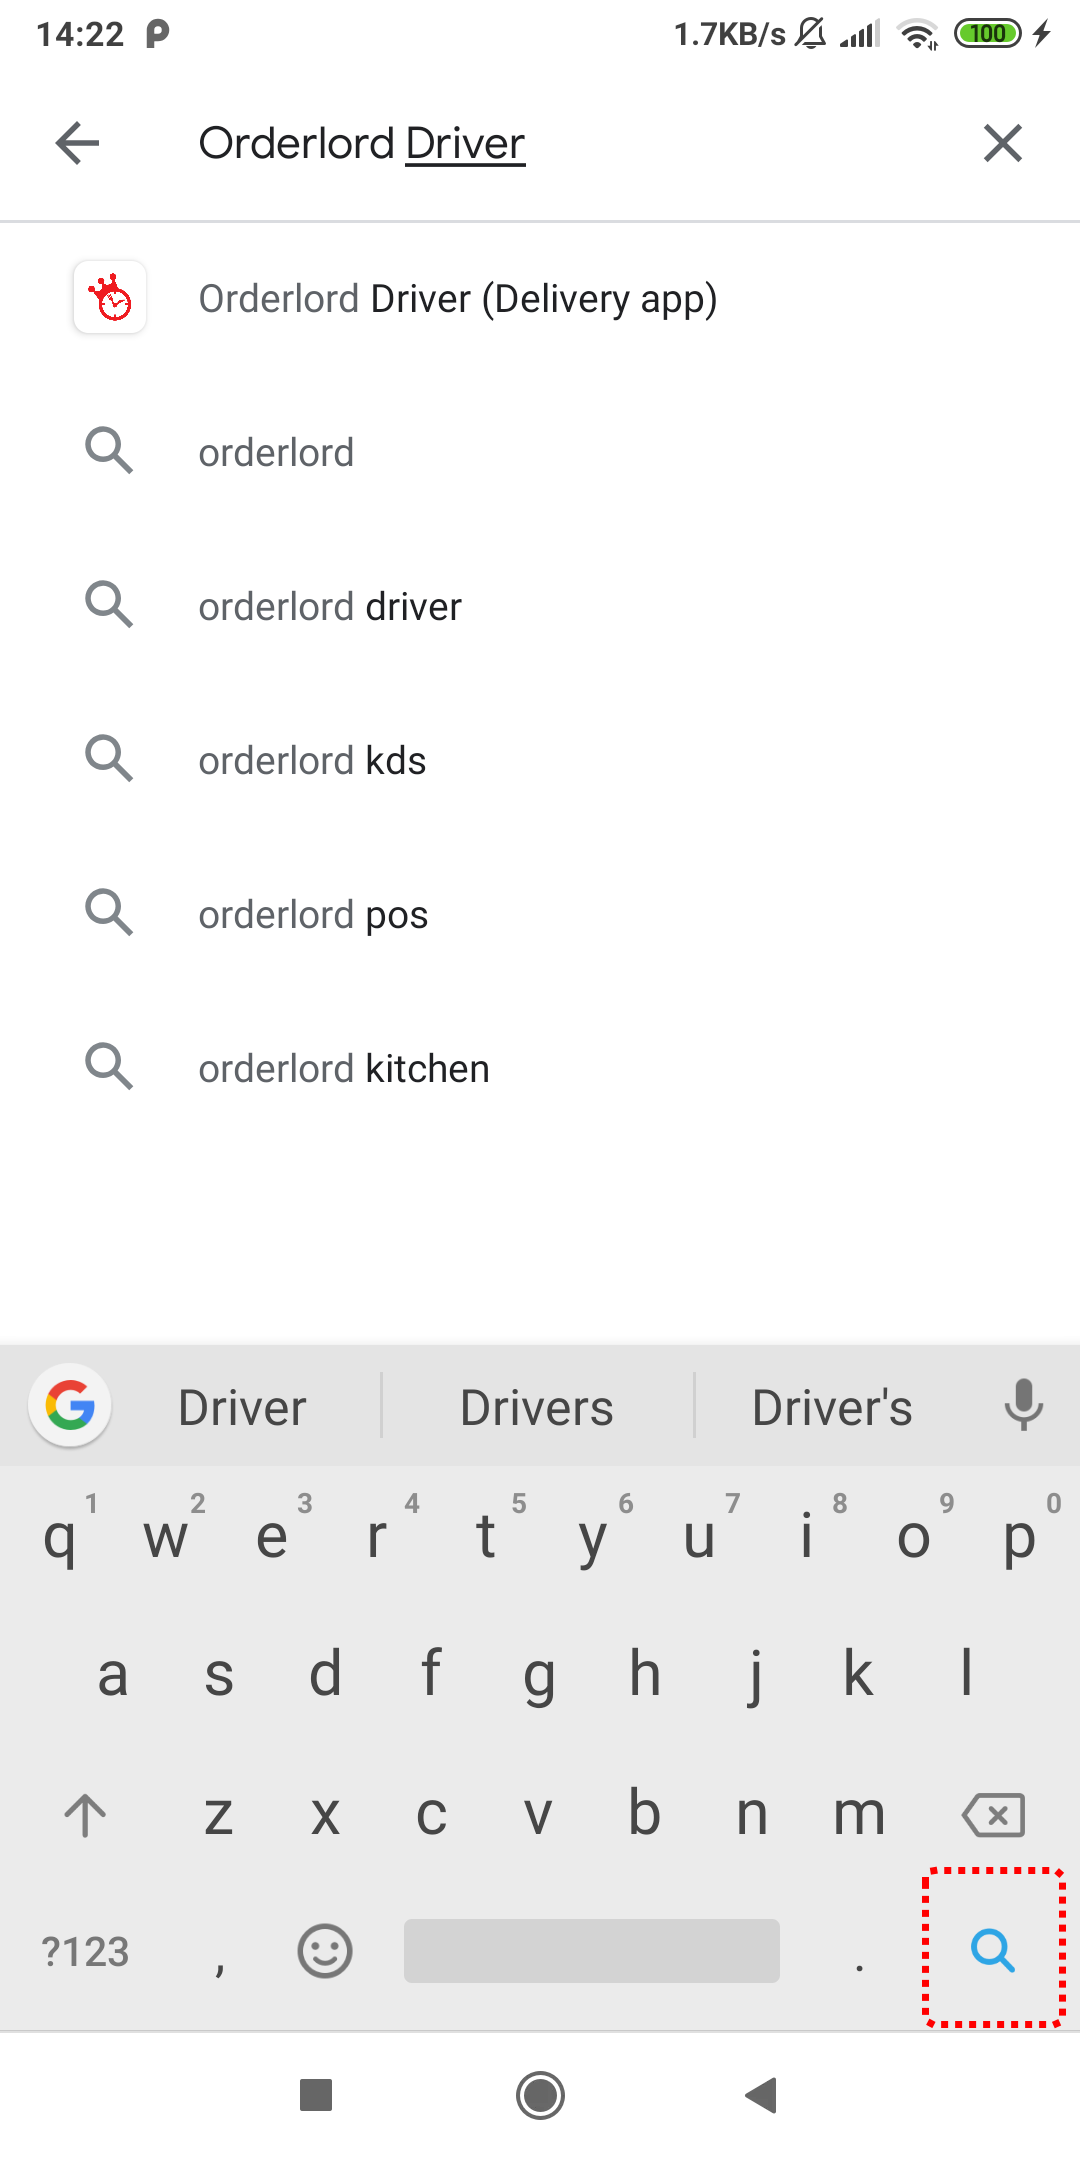 14:22 1.7KB/s 100
Orderlord Driver
Orderlord Driver (Delivery app)
orderlord
orderlord driver
orderlord kds
orderlord pos
orderlord kitchen
G Driver Drivers Driver's
1 2 3 4 5 6 7 8 9 0
q w e r t y u i o p
a s d f g h j k l
z x c v b n m
?123 , .